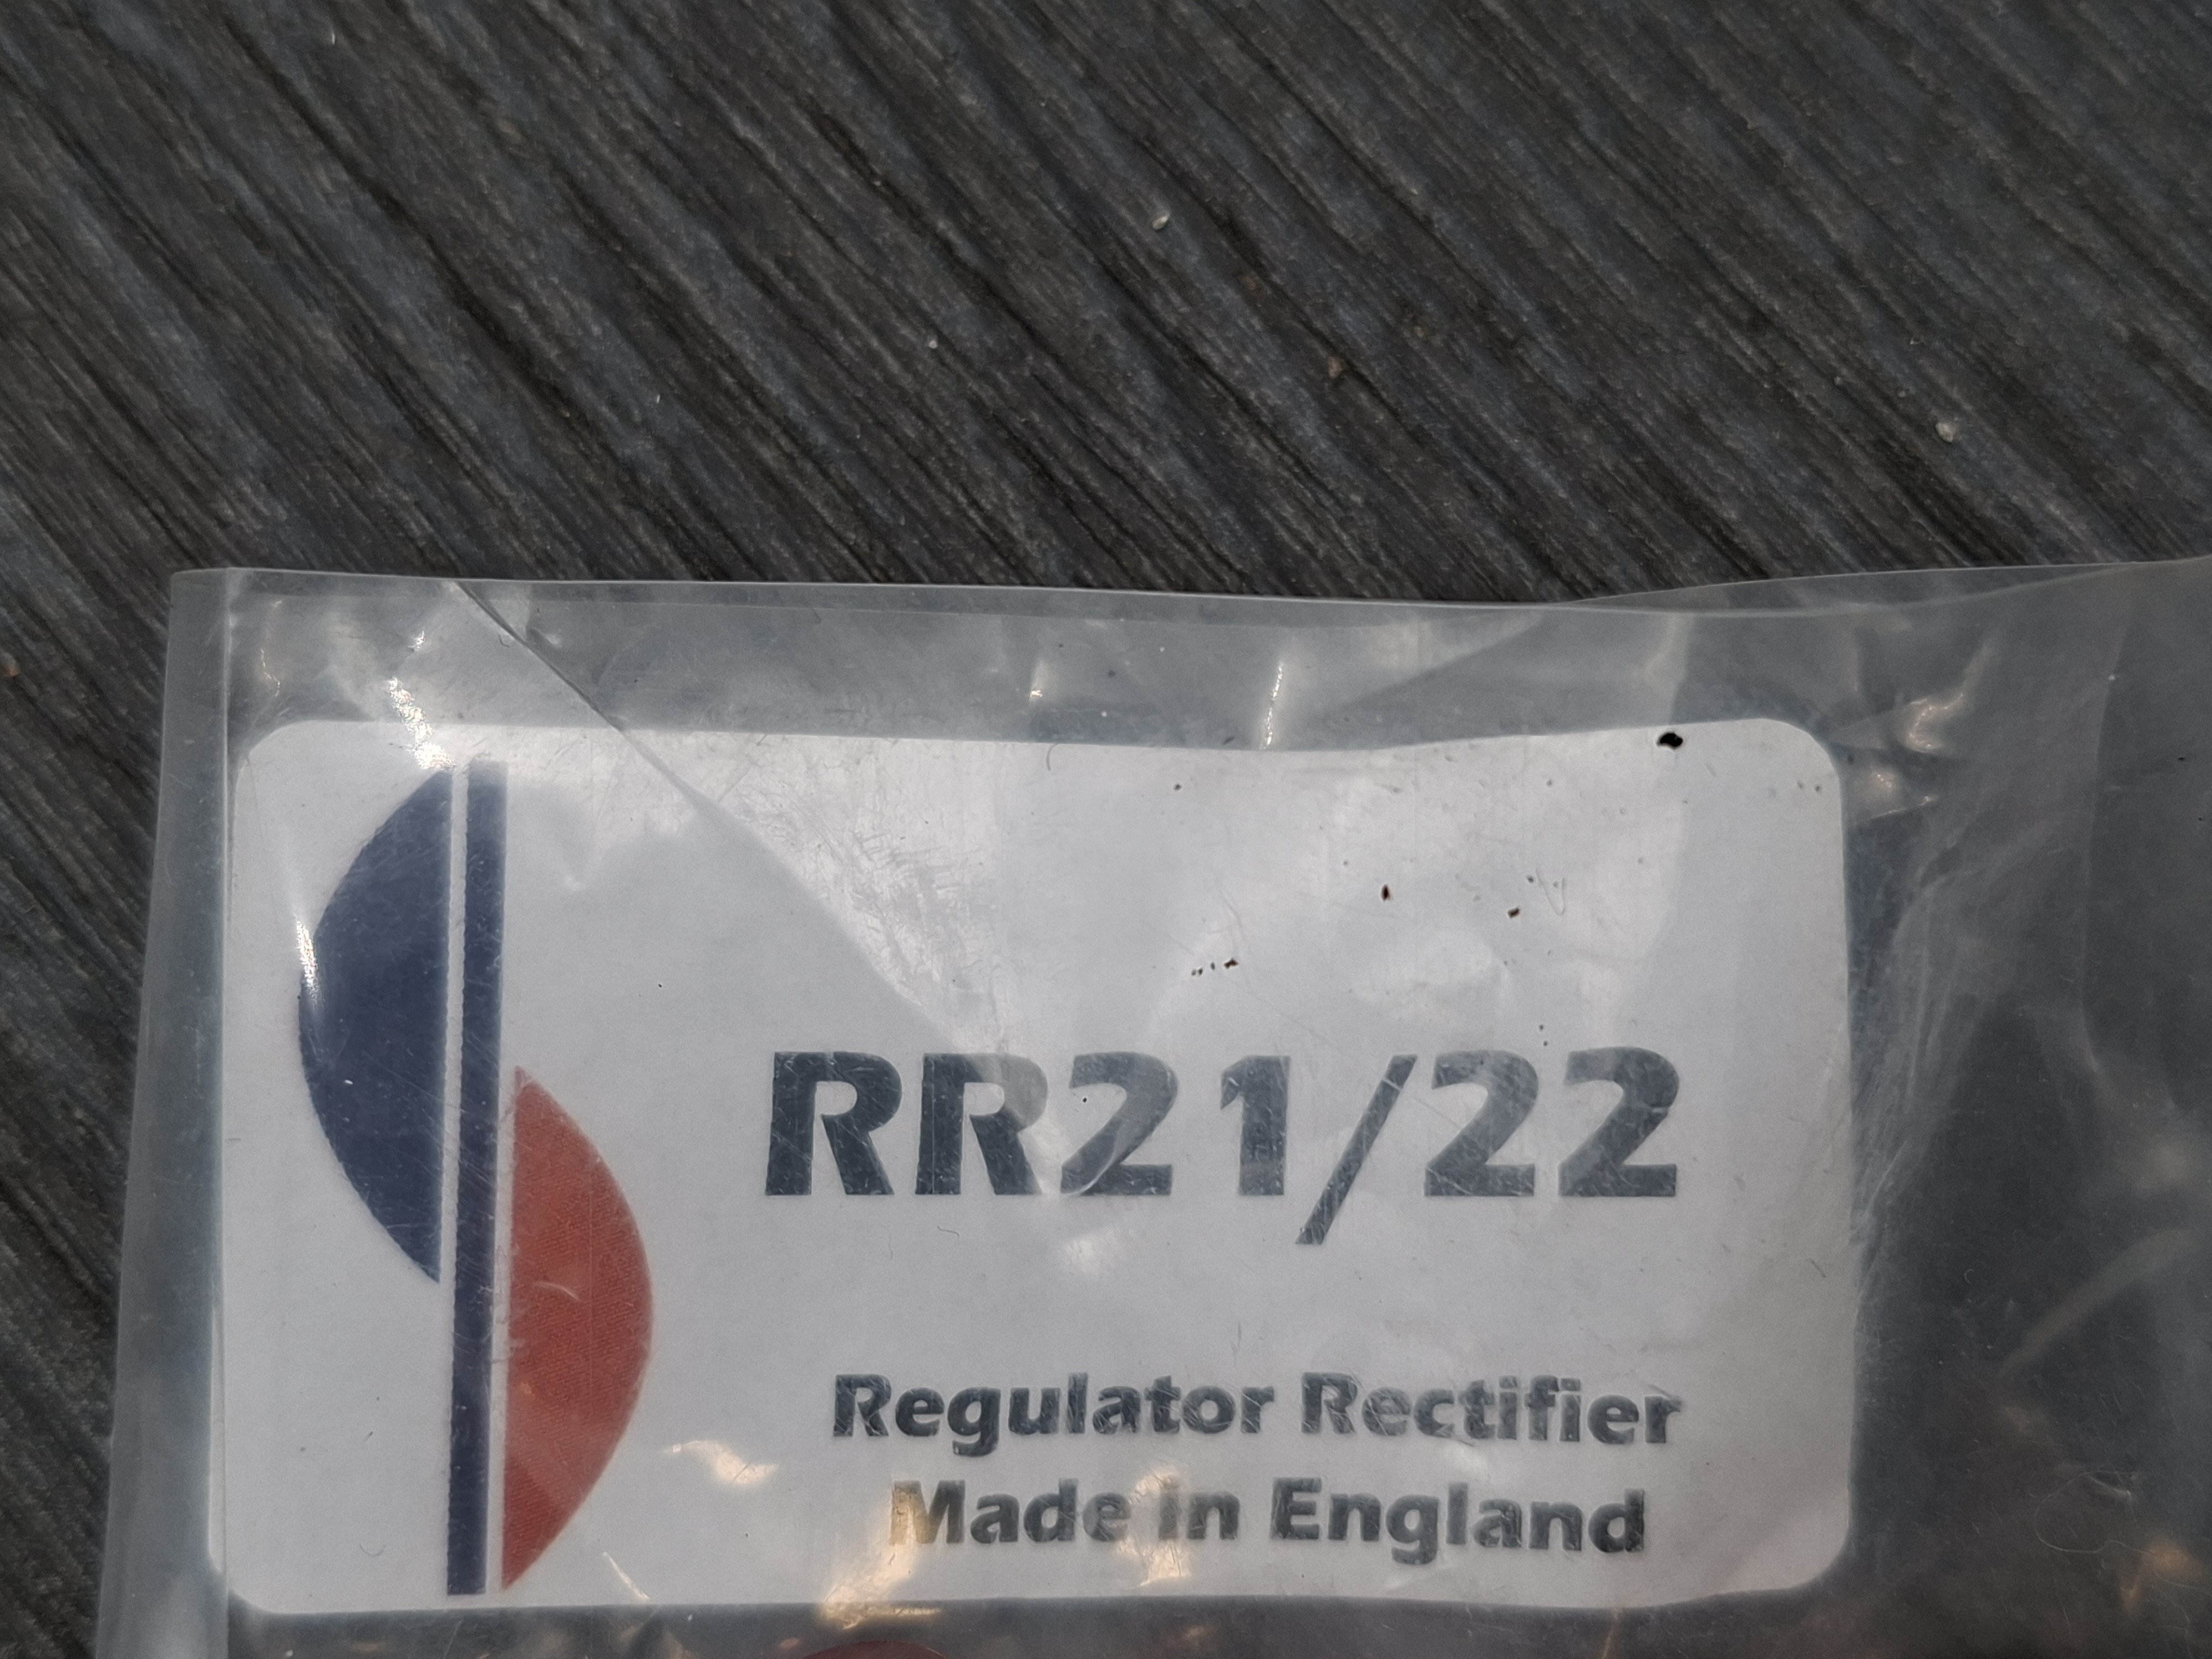 RR21/22
Regulator Rectifier
Made in England